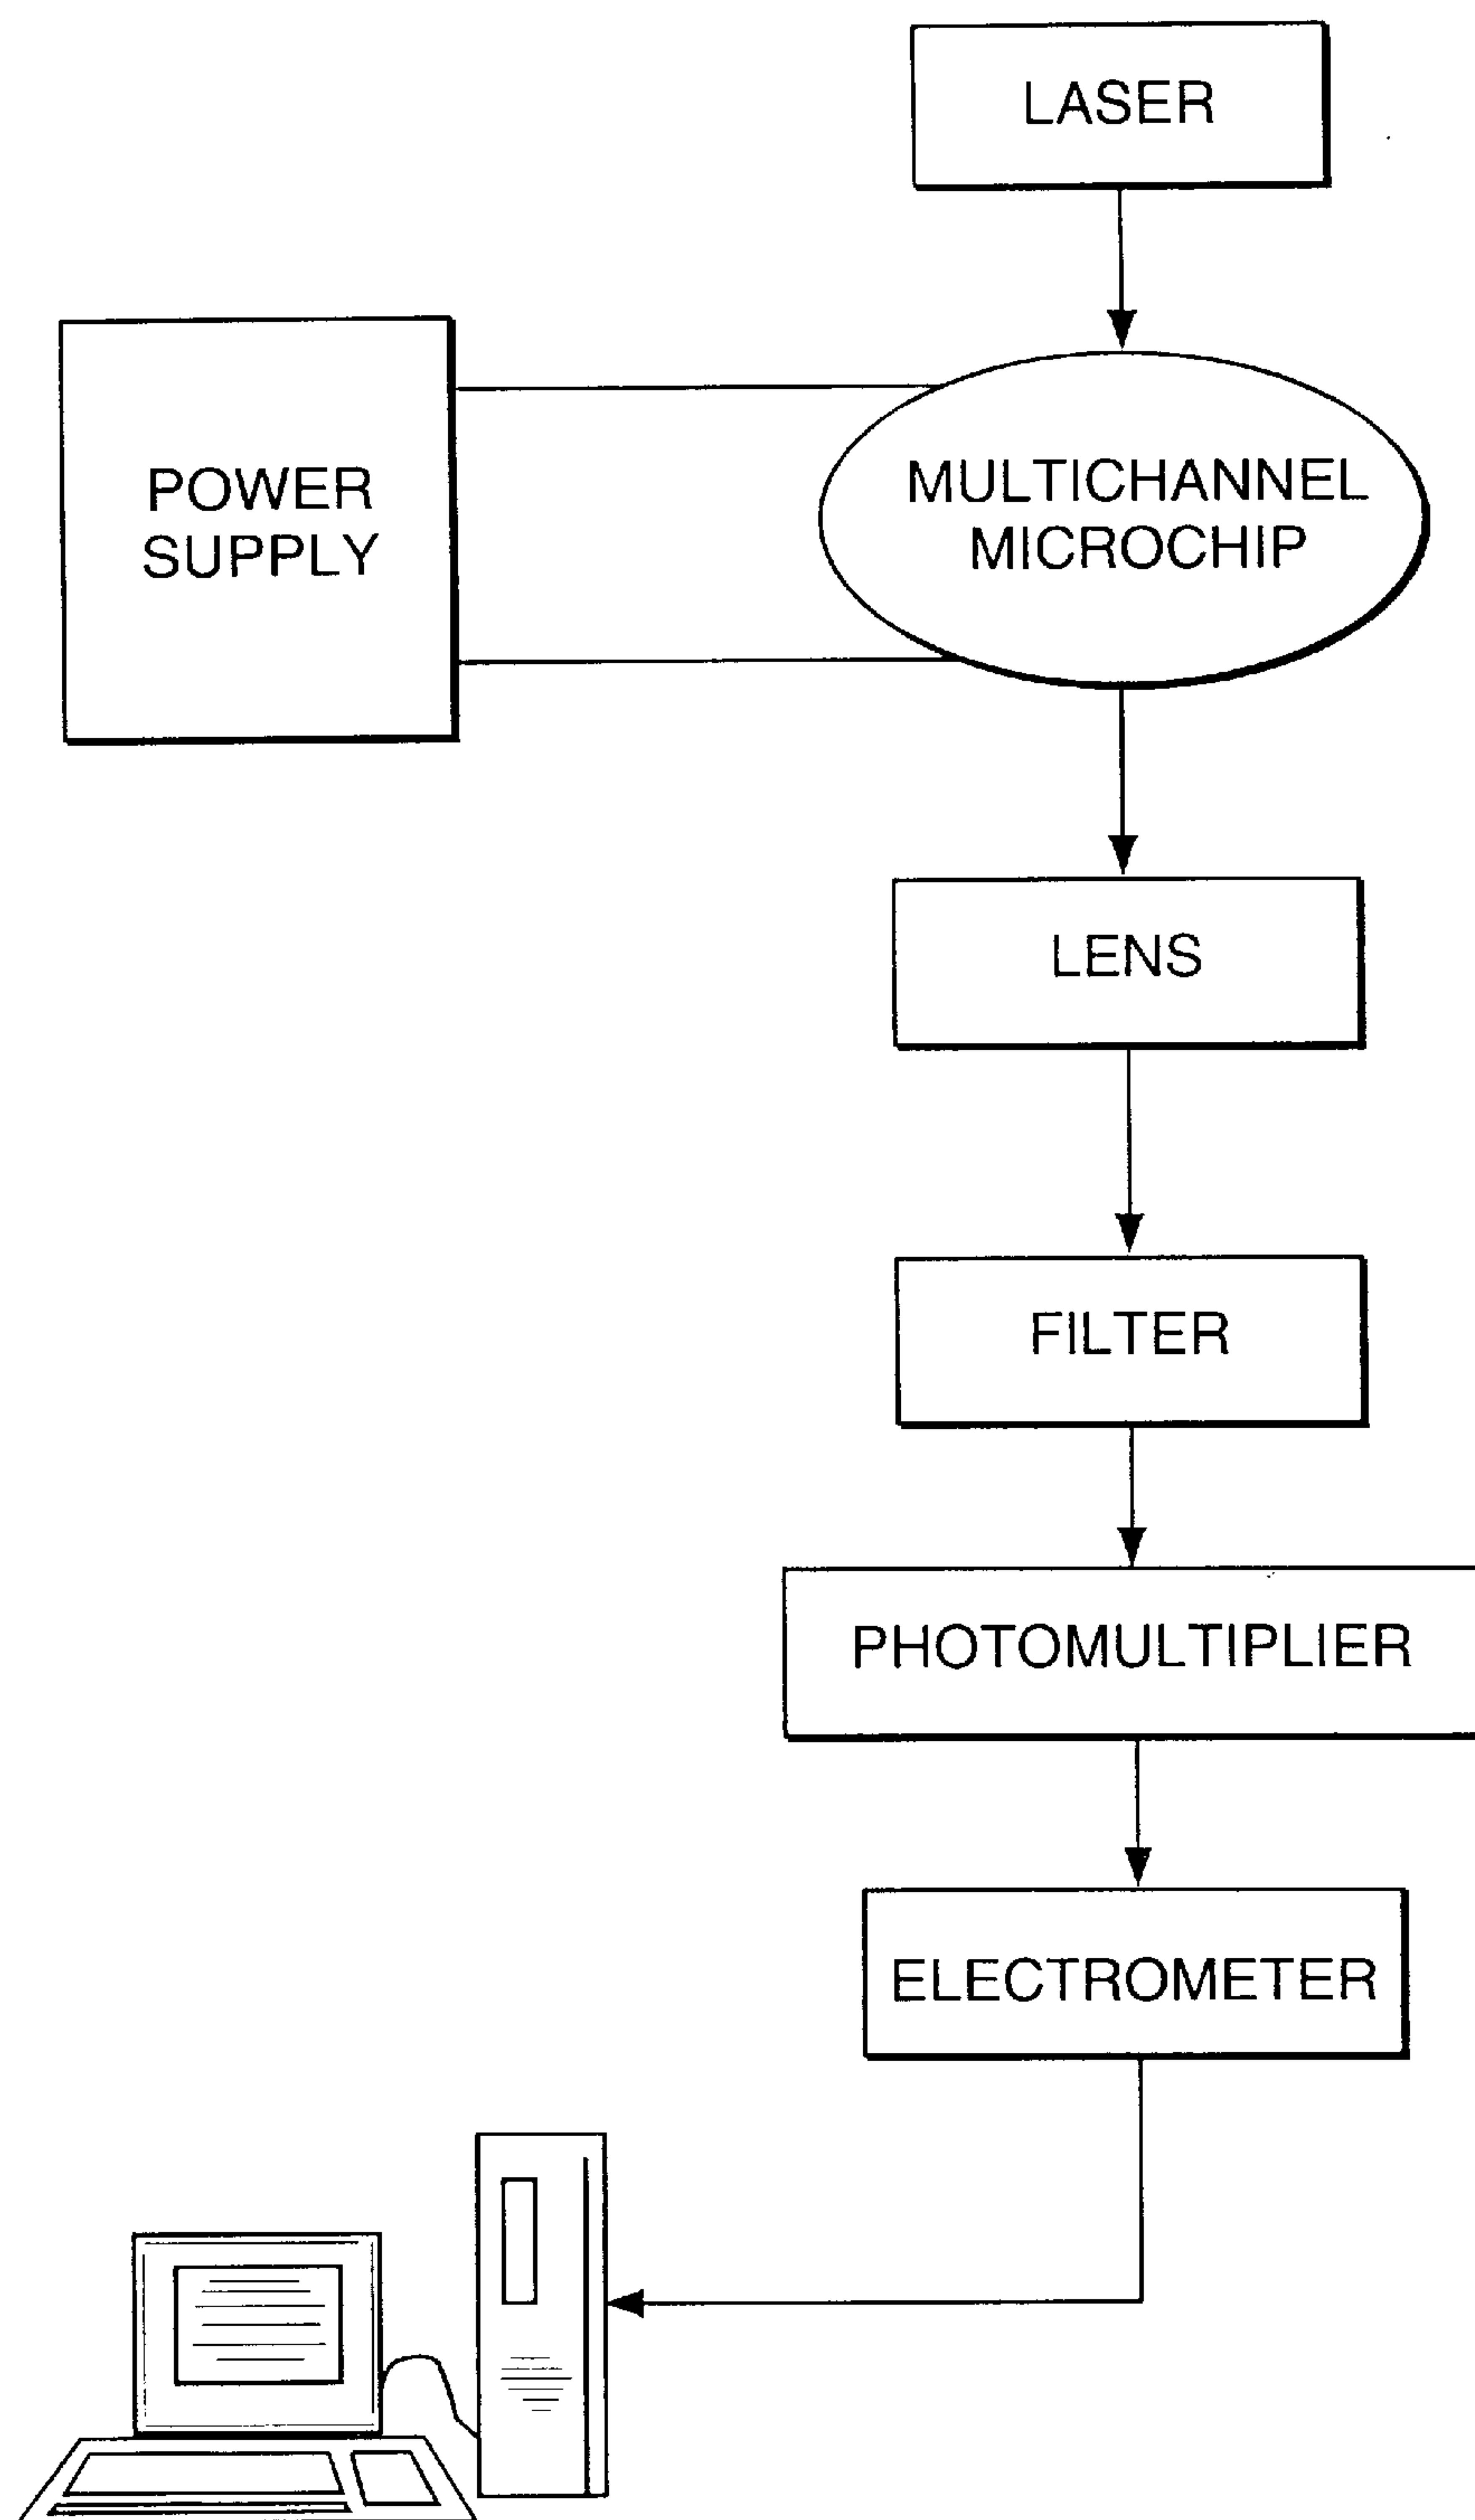 LASER
POWER
SUPPLY
MULTICHANNEL
MICROCHIP
LENS
FILTER
PHOTOMULTIPLIER
ELECTROMETER